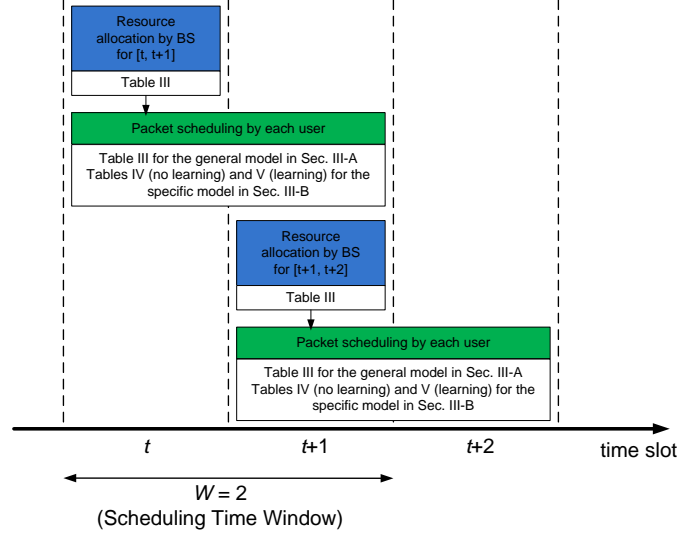 Resource
allocation by BS
for [t, t+1]
Table III
Packet scheduling by each user
Table III for the general model in Sec. III-A
Tables IV (no learning) and V (learning) for the
specific model in Sec. III-B
Resource
allocation by BS
for [t+1, t+2]
Table III
Packet scheduling by each user
Table III for the general model in Sec. III-A
Tables IV (no learning) and V (learning) for the
specific model in Sec. III-B
t
t+1
t+2
time slot
W = 2
(Scheduling Time Window)